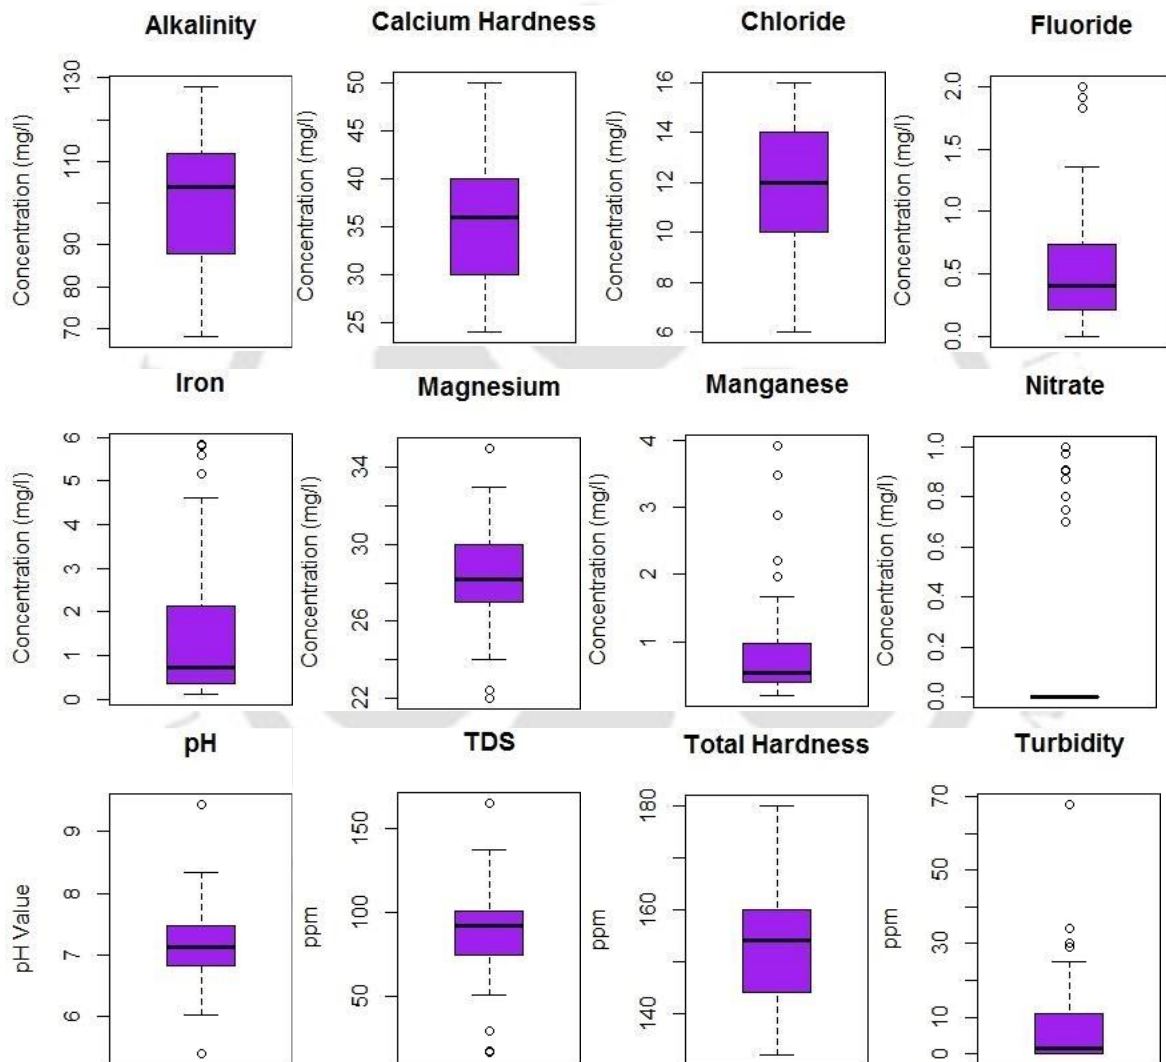 Alkalinity
Concentration (mg/l)
130
110
90
80
70
Calcium Hardness
Concentration (mg/l)
50
45
40
35
30
25
Chloride
Concentration (mg/l)
16
14
12
10
8
6
Fluoride
Concentration (mg/l)
2.0
1.5
1.0
0.5
0.0
Iron
Concentration (mg/l)
6
5
4
3
2
1
0
Magnesium
Concentration (mg/l)
34
30
26
22
Manganese
Concentration (mg/l)
4
3
2
1
Nitrate
Concentration (mg/l)
1.0
0.8
0.6
0.4
0.2
0.0
pH
pH Value
9
8
7
6
TDS
ppm
150
100
50
Total Hardness
ppm
180
160
140
Turbidity
ppm
70
50
30
10
0